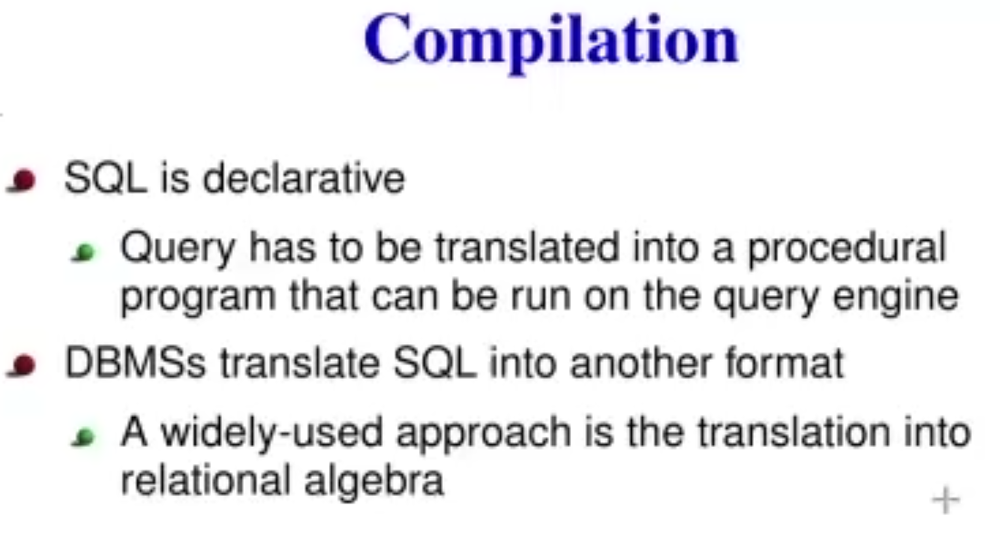 Compilation
SQL is declarative
Query has to be translated into a procedural
program that can be run on the query engine
DBMSs translate SQL into another format
A widely-used approach is the translation into
relational algebra